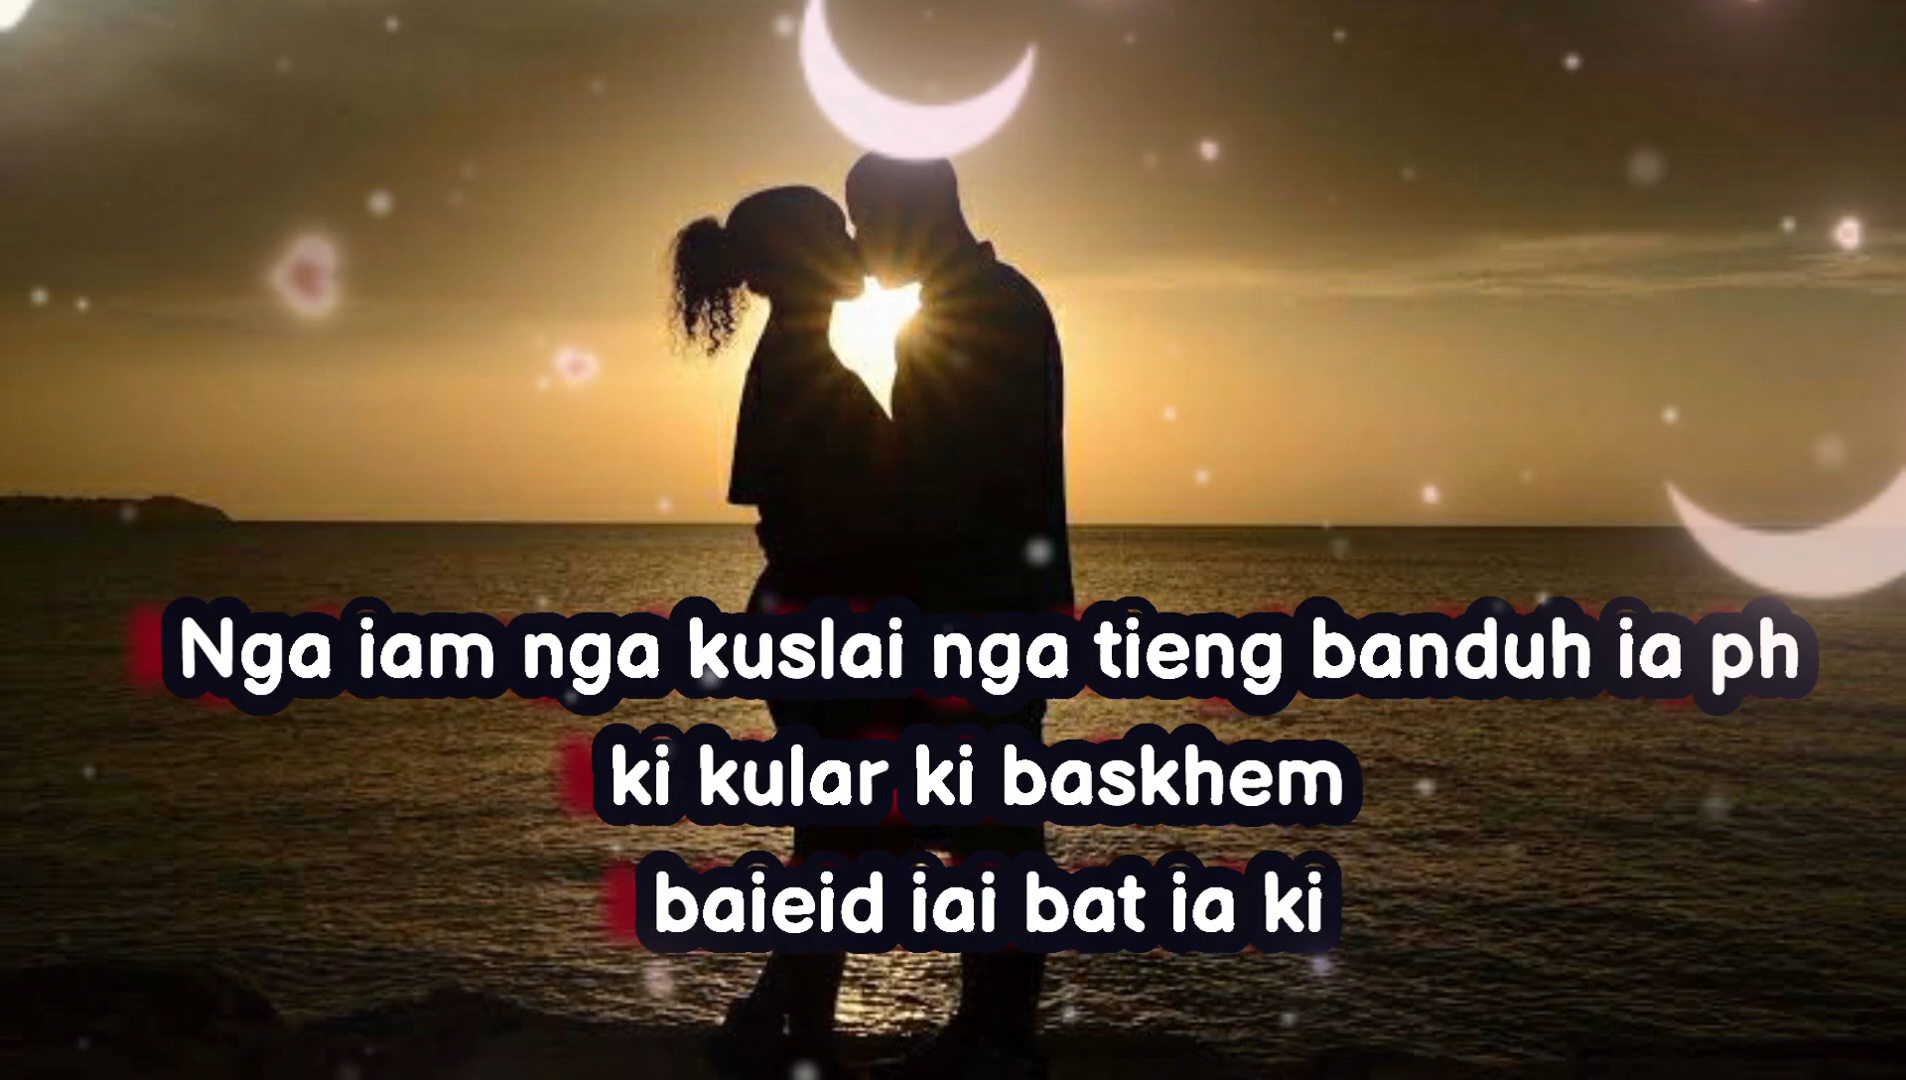 Nga iam nga kuslai nga tieng banduh ia ph
ki kular ki baskhem
baieid iai bat ia ki